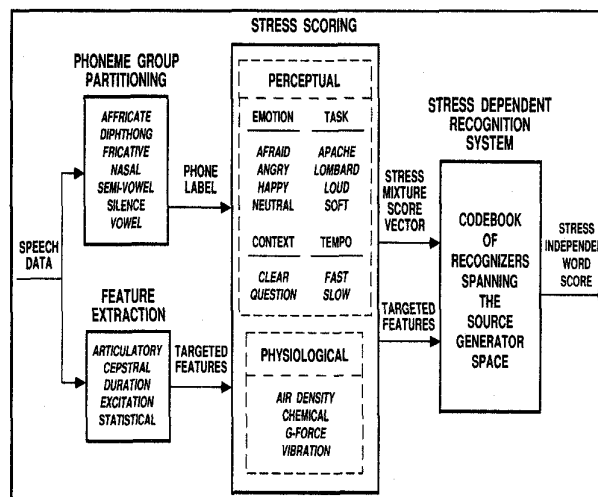 STRESS SCORING
PHONEME GROUP
PARTITIONING
AFFRICATE
DIPHTHONG
FRICATIVE
NASAL
SEMI-VOWEL
SILENCE
VOWEL
PHONE
LABEL
SPEECH
DATA
FEATURE
EXTRACTION
ARTICULATORY
CEPSTRAL
DURATION
EXCITATION
STATISTICAL
TARGETED
FEATURES
PERCEPTUAL
EMOTION TASK
AFRAID APACHE
ANGRY LOMBARD
HAPPY LOUD
NEUTRAL SOFT
CONTEXT TEMPO
CLEAR FAST
QUESTION SLOW
PHYSIOLOGICAL
AIR DENSITY
CHEMICAL
G-FORCE
VIBRATION
STRESS
MIXTURE
SCORE
VECTOR
TARGETED
FEATURES
STRESS DEPENDENT
RECOGNITION
SYSTEM
CODEBOOK
OF
RECOGNIZERS
SPANNING
THE
SOURCE
GENERATOR
SPACE
STRESS
INDEPENDENT
WORD
SCORE